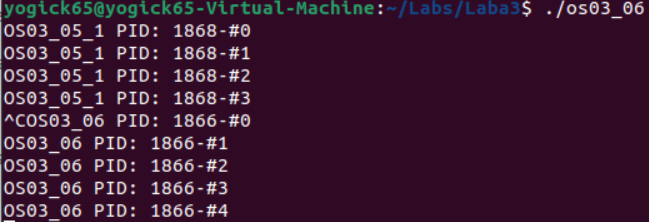 yogick65@yogick65-Virtual-Machine:~/Labs/Laba3$ ./os03_06
OS03_05_1 PID: 1868-#0
OS03_05_1 PID: 1868-#1
OS03_05_1 PID: 1868-#2
OS03_05_1 PID: 1868-#3
^COS03_06 PID: 1866-#0
OS03_06 PID: 1866-#1
OS03_06 PID: 1866-#2
OS03_06 PID: 1866-#3
OS03_06 PID: 1866-#4